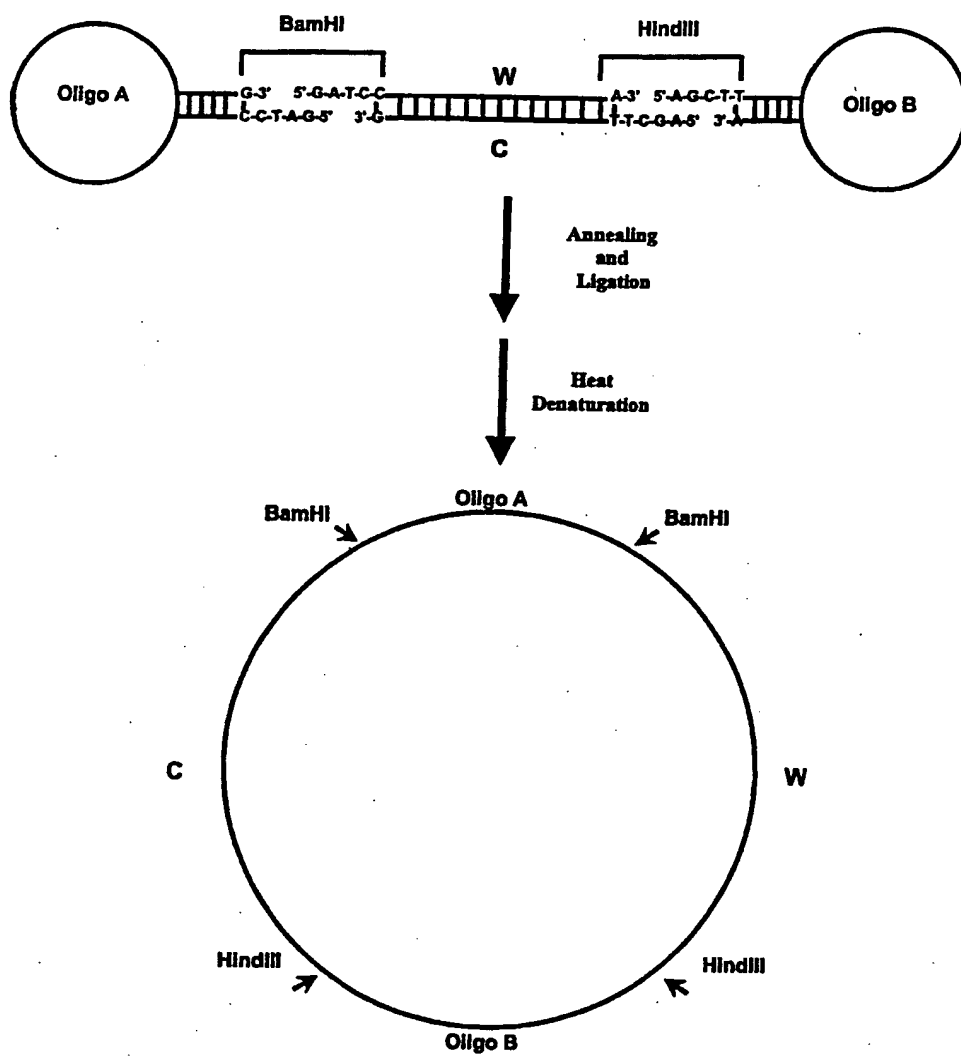 BamHI
HindIII
Oligo A
G-3' 5'-G-A-T-C-C
W
A-3' 5'-A-G-C-T-T
Oligo B
C-C-T-A-G-5' 3'-G
T-T-C-G-A-5' 3'-A
C
Annealing
and
Ligation
Heat
Denaturation
Oligo A
BamHI
BamHI
C
W
HindIII
HindIII
Oligo B